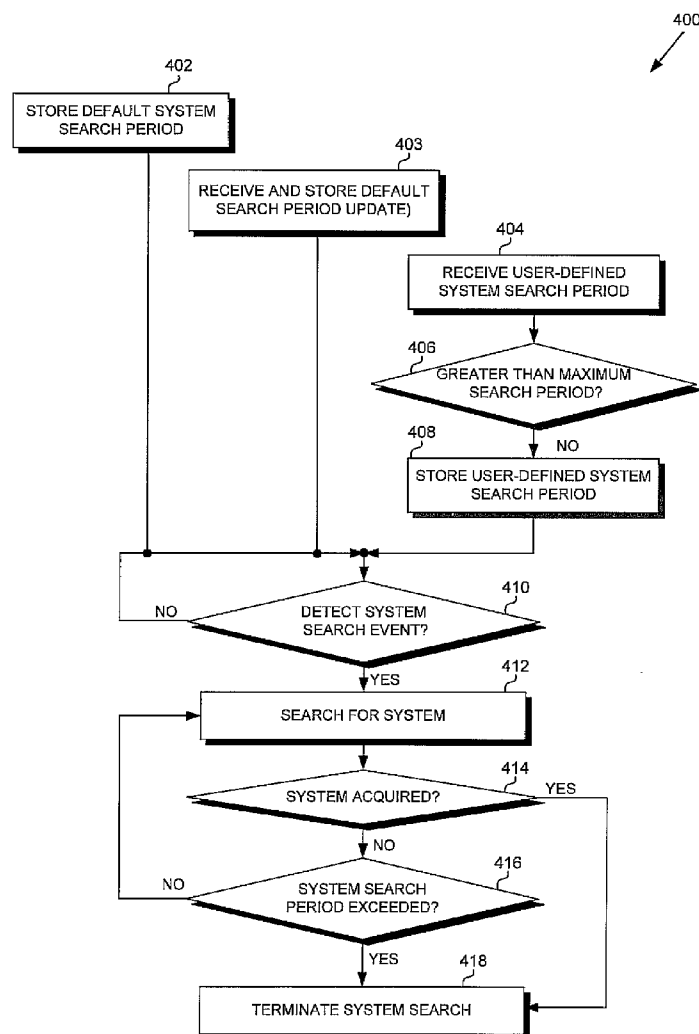 400
402
STORE DEFAULT SYSTEM
SEARCH PERIOD
403
RECEIVE AND STORE DEFAULT
SEARCH PERIOD UPDATE)
404
RECEIVE USER-DEFINED
SYSTEM SEARCH PERIOD
406
GREATER THAN MAXIMUM
SEARCH PERIOD?
NO
408
STORE USER-DEFINED SYSTEM
SEARCH PERIOD
410
DETECT SYSTEM
SEARCH EVENT?
NO
YES
412
SEARCH FOR SYSTEM
414
SYSTEM ACQUIRED?
YES
NO
416
SYSTEM SEARCH
PERIOD EXCEEDED?
NO
YES
418
TERMINATE SYSTEM SEARCH